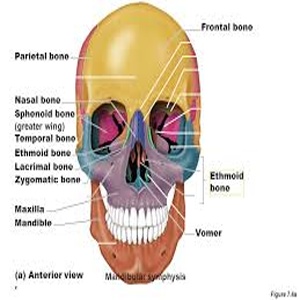 Frontal bone
Parietal bone
Nasal bone
Sphenoid bone
(greater wing)
Temporal bone
Ethmoid bone
Lacrimal bone
Zygomatic bone
Ethmoid
bone
Maxilla
Mandible
Vomer
(a) Anterior view
Mandibular symphysis
Figure 7.4a